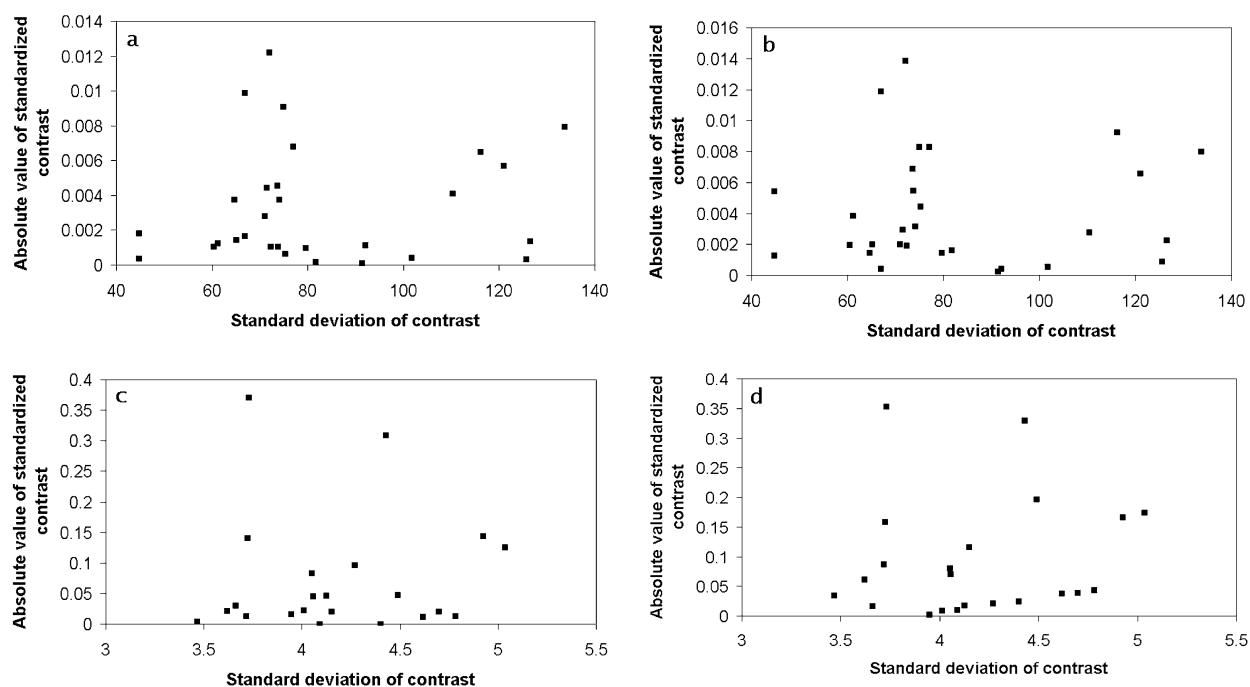 a
Absolute value of standardized
contrast
0.014
0.012
0.01
0.008
0.006
0.004
0.002
0
40 60 80 100 120 140
Standard deviation of contrast
b
Absolute value of standardized
contrast
0.016
0.014
0.012
0.01
0.008
0.006
0.004
0.002
0
40 60 80 100 120 140
Standard deviation of contrast
c
Absolute value of standardized
contrast
0.4
0.35
0.3
0.25
0.2
0.15
0.1
0.05
0
3 3.5 4 4.5 5 5.5
Standard deviation of contrast
d
Absolute value of standardized
contrast
0.4
0.35
0.3
0.25
0.2
0.15
0.1
0.05
0
3 3.5 4 4.5 5 5.5
Standard deviation of contrast